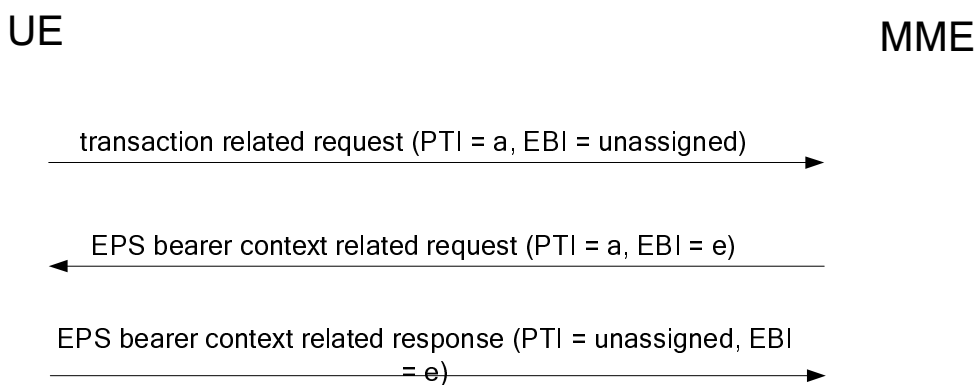 UE
MME
transaction related request (PTI = a, EBI = unassigned)
EPS bearer context related request (PTI = a, EBI = e)
EPS bearer context related response (PTI = unassigned, EBI
= e)